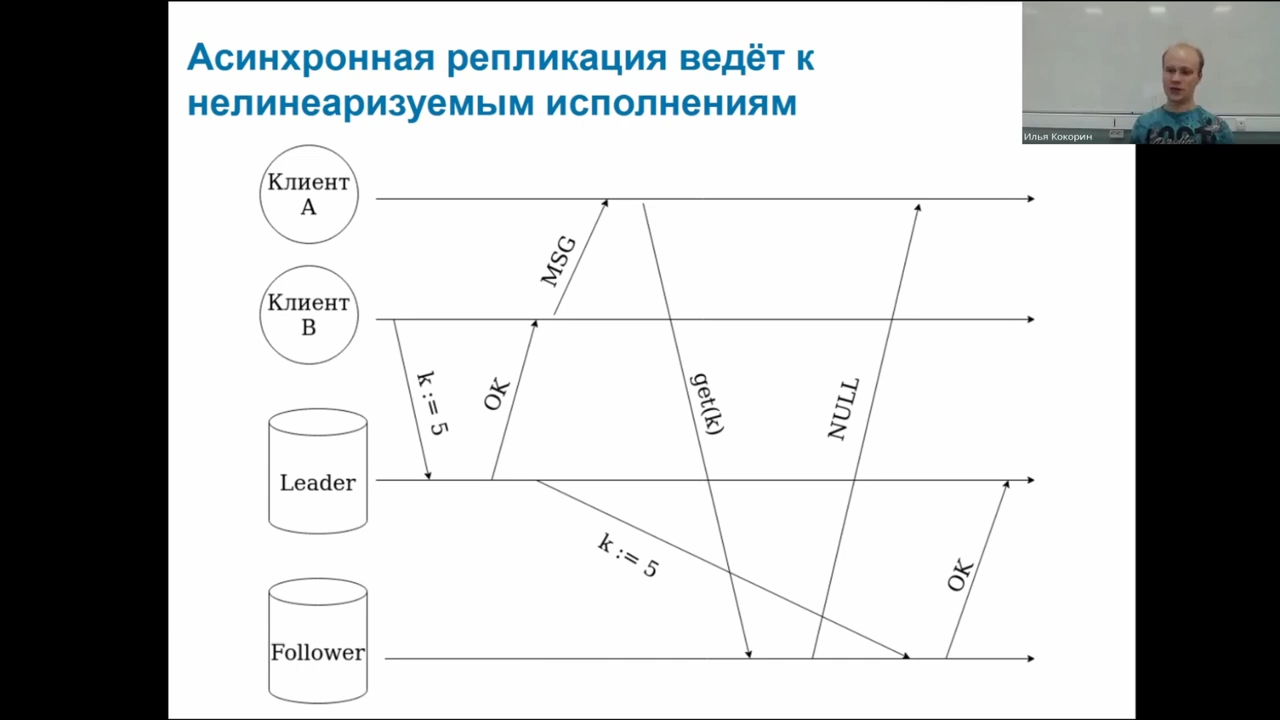 Асинхронная репликация ведёт к
нелинеаризуемым исполнениям
Илья Кокорин
Клиент
A
MSG
Клиент
B
k := 5
OK
get(k)
NULL
Leader
k := 5
OK
Follower